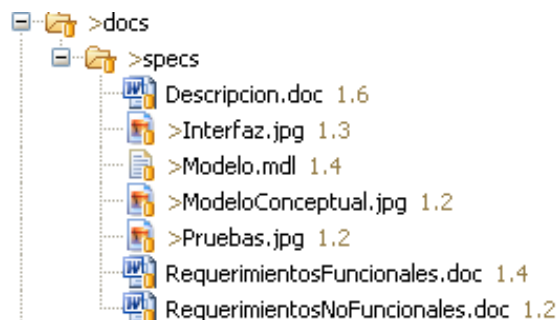 >docs
>specs
Descripcion.doc 1.6
>Interfaz.jpg 1.3
>Modelo.mdl 1.4
>ModeloConceptual.jpg 1.2
>Pruebas.jpg 1.2
RequerimientosFuncionales.doc 1.4
RequerimientosNoFuncionales.doc 1.2